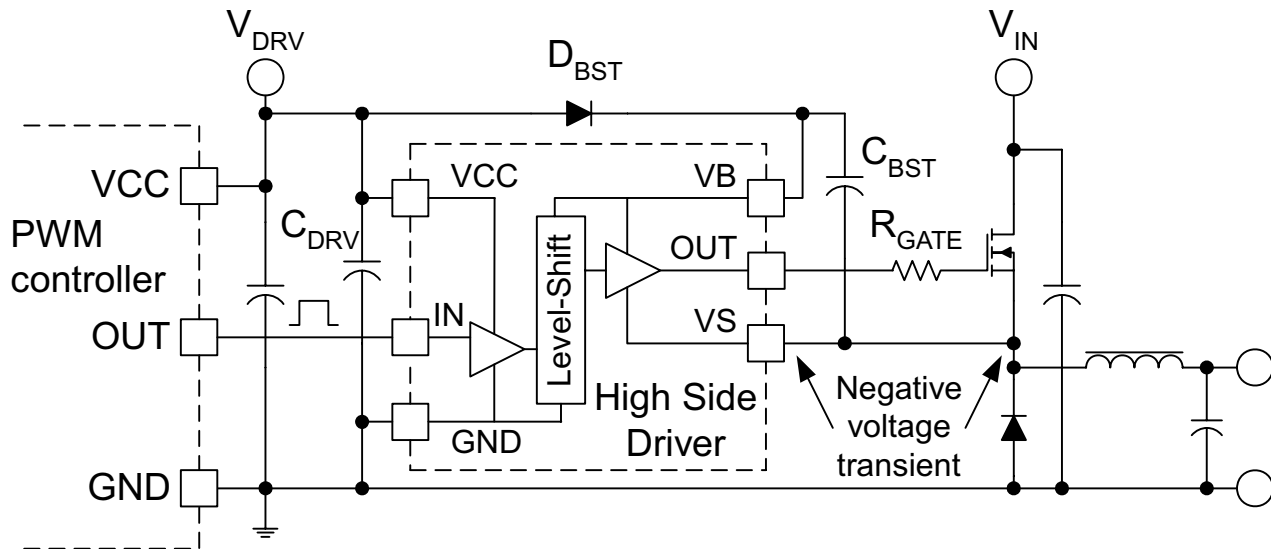 V_DRV
V_IN
D_BST
VCC
VCC
VB
C_BST
PWM
controller
C_DRV
Level-Shift
OUT
R_GATE
OUT
IN
VS
High Side
Driver
Negative
voltage
transient
GND
GND